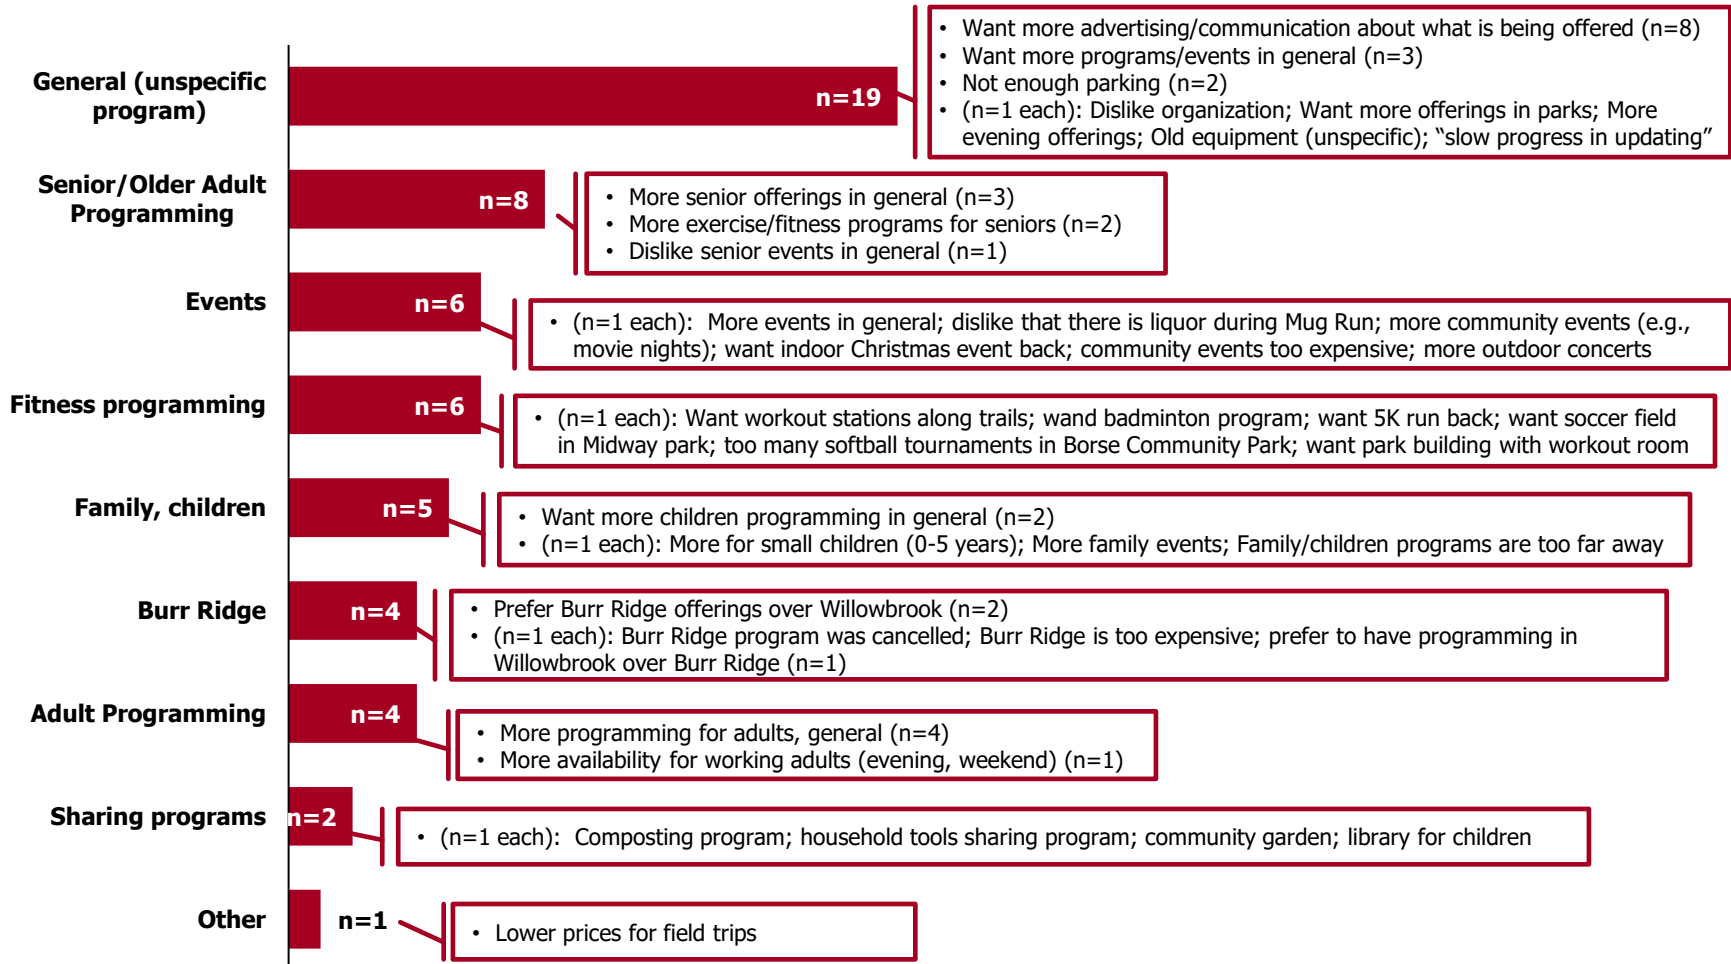 General (unspecific
program)
n=19
• Want more advertising/communication about what is being offered (n=8)
• Want more programs/events in general (n=3)
• Not enough parking (n=2)
• (n=1 each): Dislike organization; Want more offerings in parks; More
evening offerings; Old equipment (unspecific); “slow progress in updating”
Senior/Older Adult
Programming
n=8
• More senior offerings in general (n=3)
• More exercise/fitness programs for seniors (n=2)
• Dislike senior events in general (n=1)
Events
n=6
• (n=1 each): More events in general; dislike that there is liquor during Mug Run; more community events (e.g.,
movie nights); want indoor Christmas event back; community events too expensive; more outdoor concerts
Fitness programming
n=6
• (n=1 each): Want workout stations along trails; wand badminton program; want 5K run back; want soccer field
in Midway park; too many softball tournaments in Borse Community Park; want park building with workout room
Family, children
n=5
• Want more children programming in general (n=2)
• (n=1 each): More for small children (0-5 years); More family events; Family/children programs are too far away
Burr Ridge
n=4
• Prefer Burr Ridge offerings over Willowbrook (n=2)
• (n=1 each): Burr Ridge program was cancelled; Burr Ridge is too expensive; prefer to have programming in
Willowbrook over Burr Ridge (n=1)
Adult Programming
n=4
• More programming for adults, general (n=4)
• More availability for working adults (evening, weekend) (n=1)
Sharing programs
n=2
• (n=1 each): Composting program; household tools sharing program; community garden; library for children
Other
n=1
• Lower prices for field trips